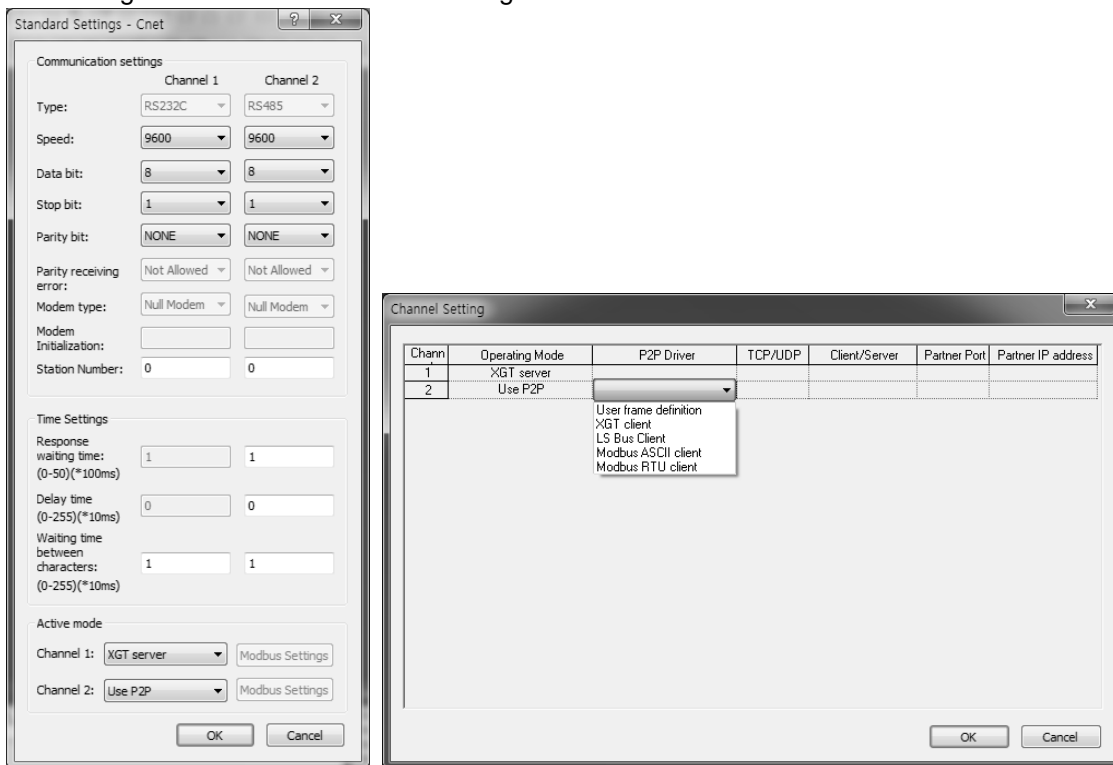 Standard Settings - Cnet
Communication settings
Channel 1 Channel 2
Type: RS232C RS485
Speed: 9600 9600
Data bit: 8 8
Stop bit: 1 1
Parity bit: NONE NONE
Parity receiving error: Not Allowed Not Allowed
Modem type: Null Modem Null Modem
Modem Initialization:
Station Number: 0 0
Time Settings
Response waiting time: (0-50)(*100ms) 1 1
Delay time (0-255)(*10ms) 0 0
Waiting time between characters: (0-255)(*10ms) 1 1
Active mode
Channel 1: XGT server Modbus Settings
Channel 2: Use P2P Modbus Settings
OK Cancel
Channel Setting
Chann Operating Mode P2P Driver TCP/UDP Client/Server Partner Port Partner IP address
1 XGT server
2 Use P2P
User frame definition
XGT client
LS Bus Client
Modbus ASCII client
Modbus RTU client
OK Cancel